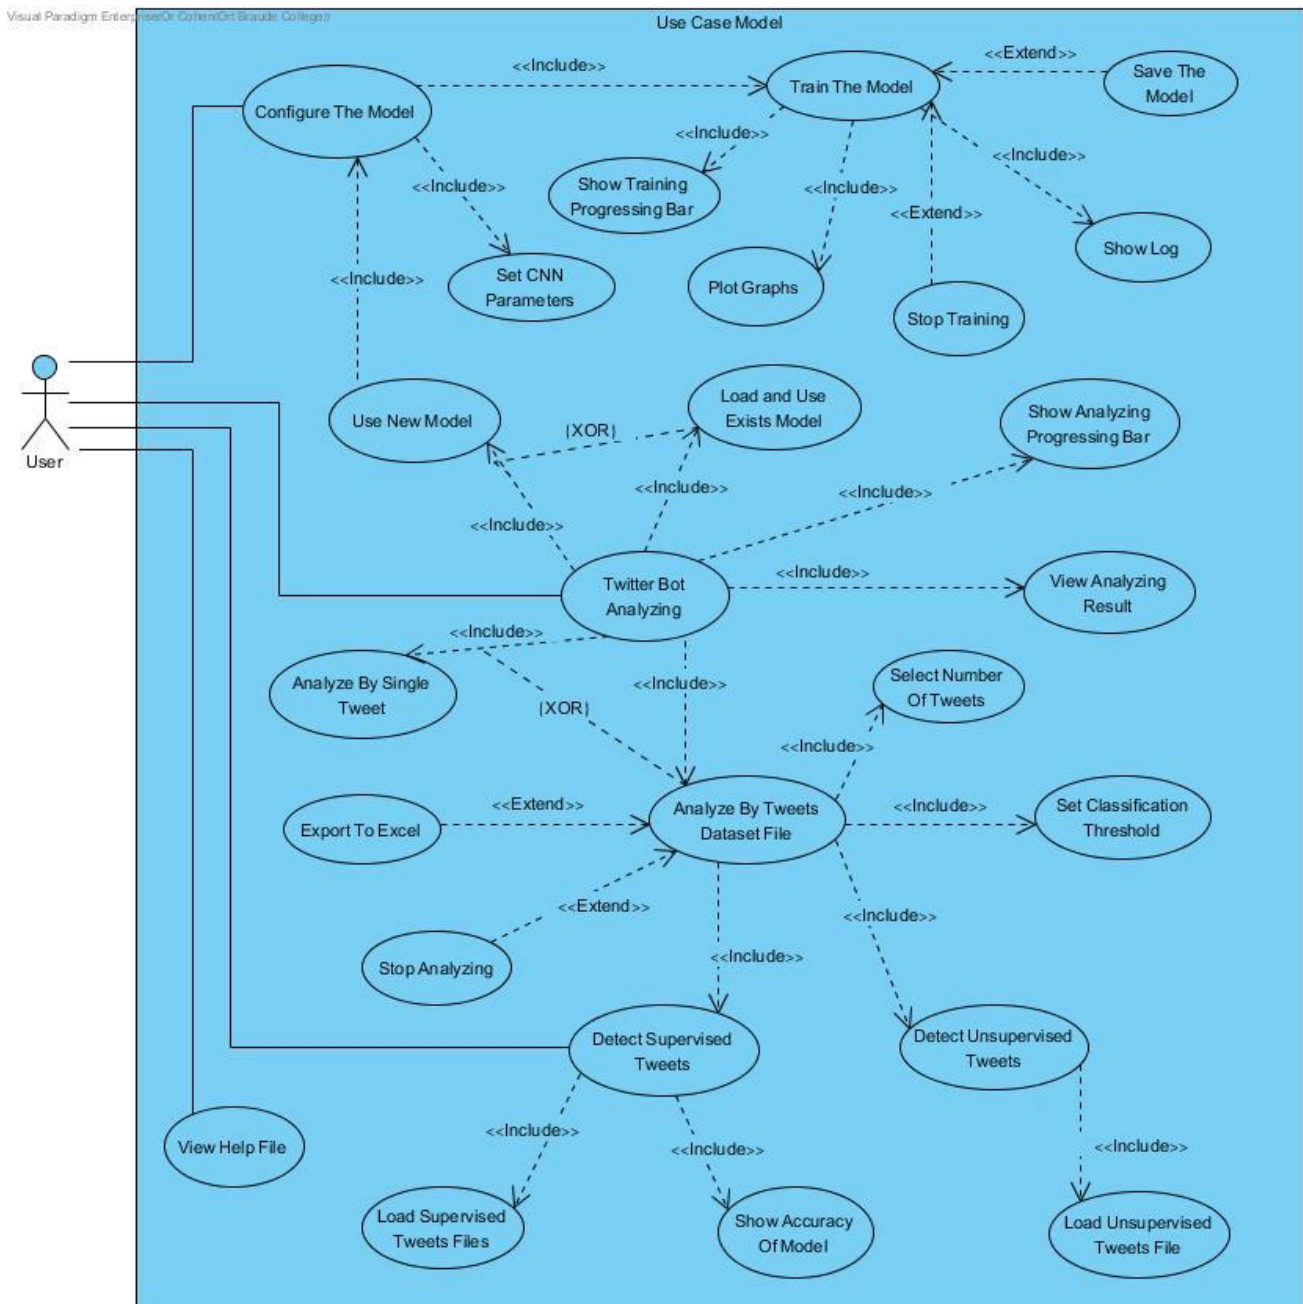 Visual Paradigm Enterprise(Or Cohen(Ort Braude College))
Use Case Model
<<Include>>
<<Extend>>
Save The
Model
Train The Model
Configure The Model
<<Include>>
<<Include>>
<<Include>>
Show Training
Progressing Bar
<<Extend>>
Show Log
<<Include>>
Set CNN
Parameters
Plot Graphs
Stop Training
Use New Model
(XOR)
Load and Use
Exists Model
Show Analyzing
Progressing Bar
User
<<Include>>
<<Include>>
<<Include>>
Twitter Bot
Analyzing
<<Include>>
View Analyzing
Result
<<Include>>
Analyze By Single
Tweet
(XOR)
<<Include>>
Select Number
Of Tweets
<<Include>>
Export To Excel
<<Extend>>
Analyze By Tweets
Dataset File
<<Include>>
Set Classification
Threshold
<<Extend>>
<<Include>>
Stop Analyzing
<<Include>>
Detect Supervised
Tweets
Detect Unsupervised
Tweets
View Help File
<<Include>>
<<Include>>
<<Include>>
Load Supervised
Tweets Files
Show Accuracy
Of Model
Load Unsupervised
Tweets File